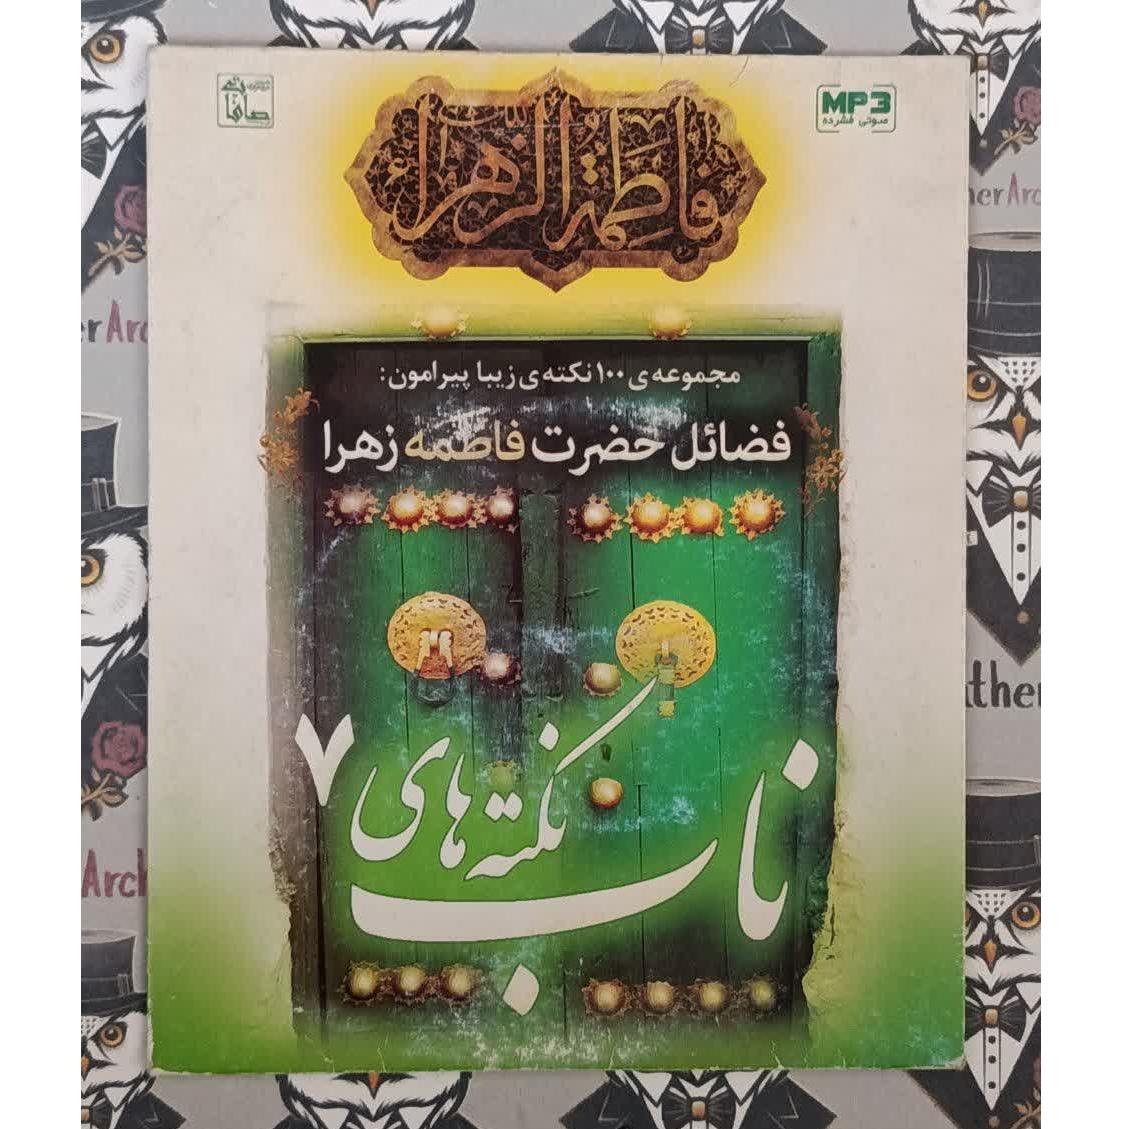 MP3
صوتی فشرده
فاطمة الزهراء
مجموعه‌ی ۱۰۰ نکته‌ی زیبا پیرامون:
فضائل حضرت فاطمه زهرا
نکته های ناب ۷